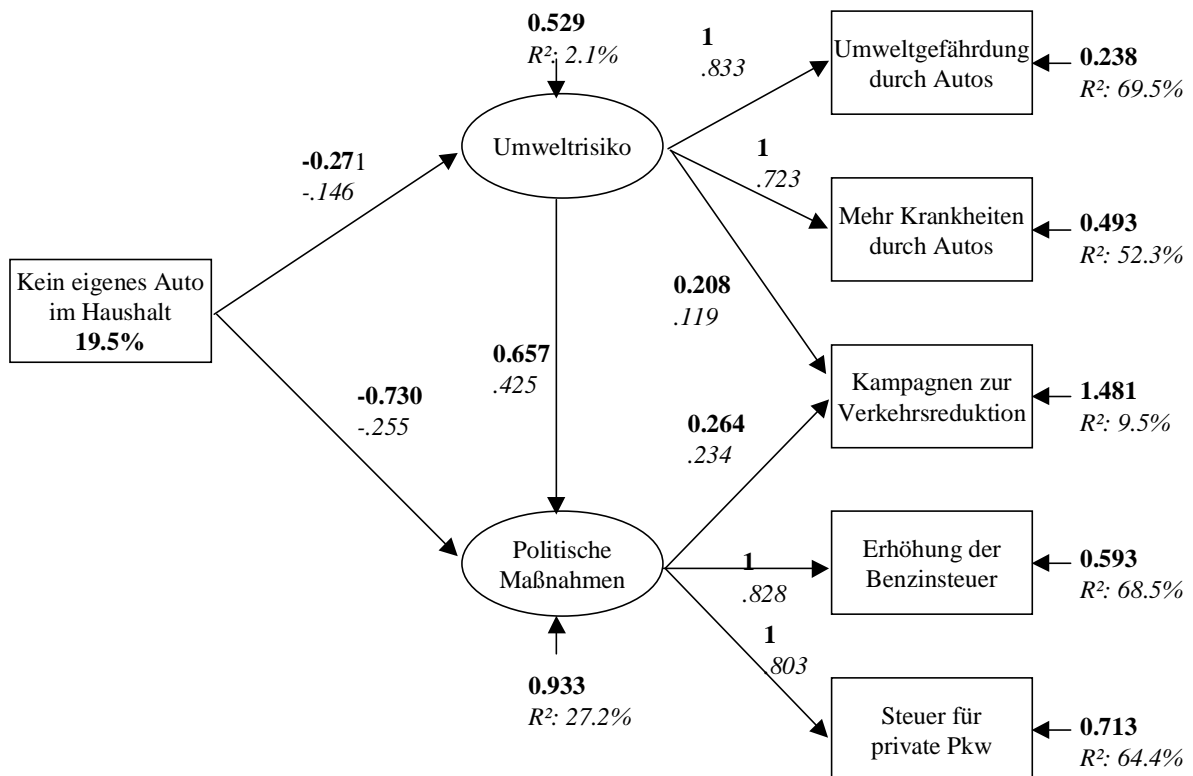 0.529
R²: 2.1%
Umweltrisiko
1
.833
Umweltgefährdung
durch Autos
0.238
R²: 69.5%
-0.271
-.146
1
.723
Mehr Krankheiten
durch Autos
0.493
R²: 52.3%
Kein eigenes Auto
im Haushalt
19.5%
0.208
.119
0.657
.425
Kampagnen zur
Verkehrsreduktion
1.481
R²: 9.5%
-0.730
-.255
0.264
.234
Politische
Maßnahmen
1
.828
Erhöhung der
Benzinsteuer
0.593
R²: 68.5%
1
.803
0.933
R²: 27.2%
Steuer für
private Pkw
0.713
R²: 64.4%